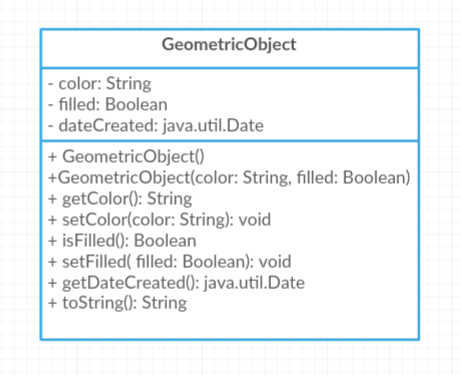 GeometricObject
- color: String
- filled: Boolean
- dateCreated: java.util.Date
+ GeometricObject()
+GeometricObject(color: String, filled: Boolean)
+ getColor(): String
+ setColor(color: String): void
+ isFilled(): Boolean
+ setFilled( filled: Boolean): void
+ getDateCreated(): java.util.Date
+ toString(): String